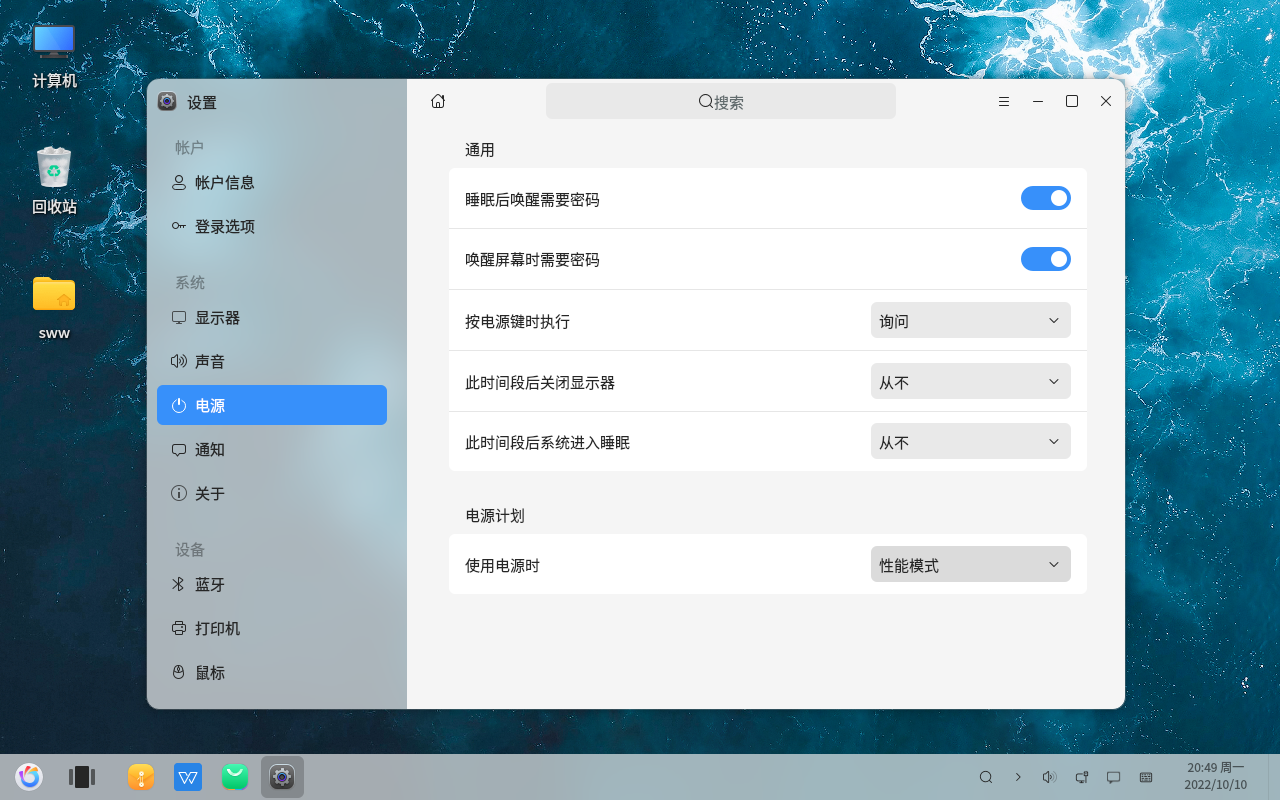 计算机
回收站
sww
设置
帐户
帐户信息
登录选项
系统
显示器
声音
电源
通知
关于
设备
蓝牙
打印机
鼠标
搜索
通用
睡眠后唤醒需要密码
唤醒屏幕时需要密码
按电源键时执行 询问
此时间段后关闭显示器 从不
此时间段后系统进入睡眠 从不
电源计划
使用电源时 性能模式
20:49 周一
2022/10/10